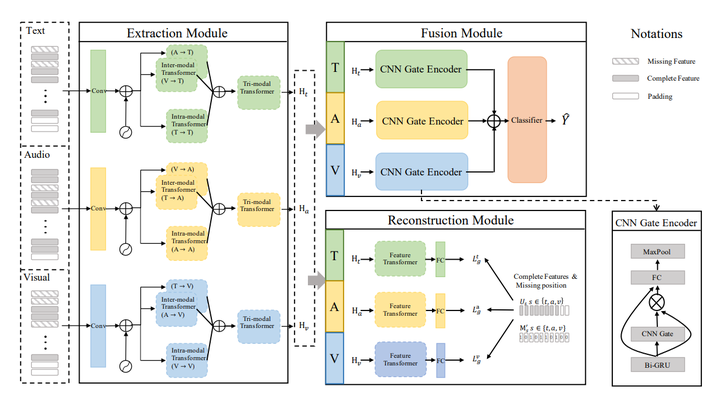 Text
Audio
Visual
Extraction Module
Conv
(A → T)
Inter-modal
Transformer
(V → T)
Intra-modal
Transformer
(T → T)
Tri-modal
Transformer
H_t
Conv
(V → A)
Inter-modal
Transformer
(T → A)
Intra-modal
Transformer
(A → A)
Tri-modal
Transformer
H_a
Conv
(T → V)
Inter-modal
Transformer
(A → V)
Intra-modal
Transformer
(V → V)
Tri-modal
Transformer
H_v
Fusion Module
T
H_t
CNN Gate Encoder
A
H_a
CNN Gate Encoder
V
H_v
CNN Gate Encoder
Classifier
Ŷ
Reconstruction Module
T
H_t
Feature
Transformer
FC
L_g^t
A
H_a
Feature
Transformer
FC
L_g^a
V
H_v
Feature
Transformer
FC
L_g^v
Complete Features &
Missing position
U_s s ∈ {t, a, v}
M_s' s ∈ {t, a, v}
Notations
Missing Feature
Complete Feature
Padding
CNN Gate Encoder
MaxPool
FC
CNN Gate
Bi-GRU